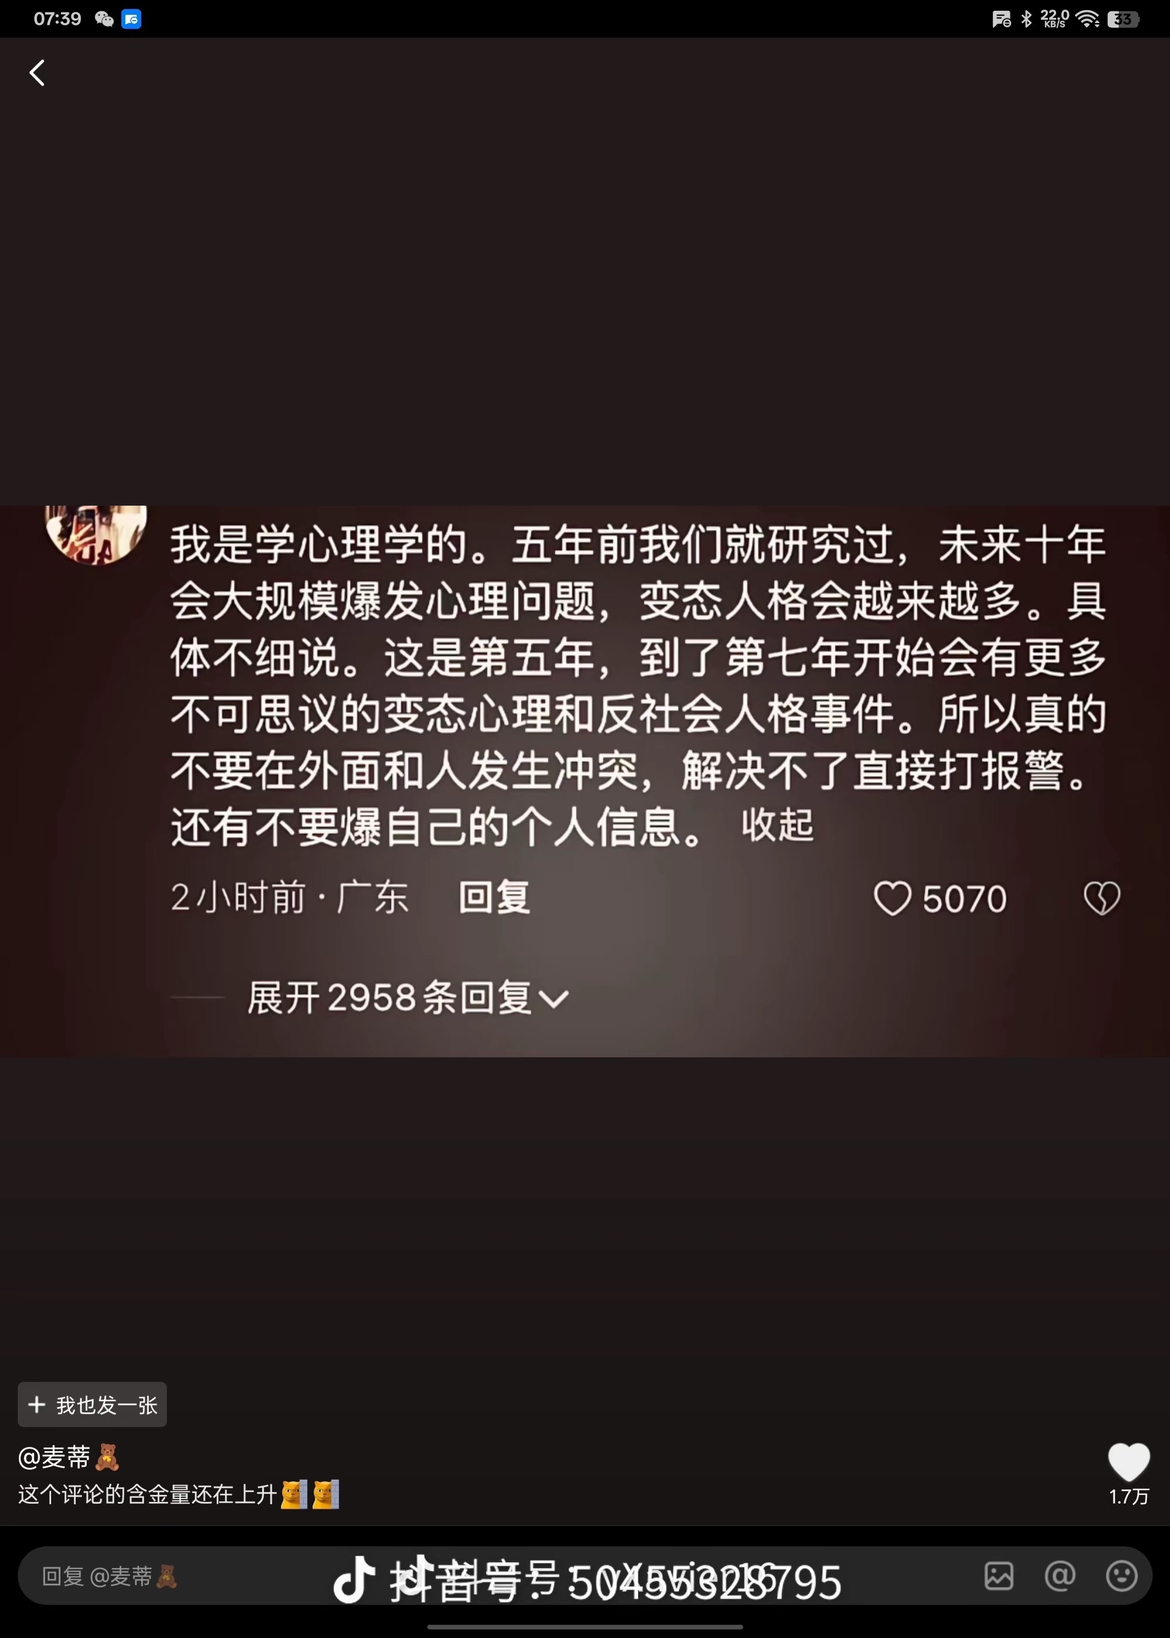 07:39
22.0
KB/S
33
我是学心理学的。五年前我们就研究过，未来十年
会大规模爆发心理问题，变态人格会越来越多。具
体不细说。这是第五年，到了第七年开始会有更多
不可思议的变态心理和反社会人格事件。所以真的
不要在外面和人发生冲突，解决不了直接打报警。
还有不要爆自己的个人信息。 收起
2小时前·广东 回复 5070
展开2958条回复
+ 我也发一张
@麦蒂
这个评论的含金量还在上升
1.7万
回复 @麦蒂
抖音号：50455328795